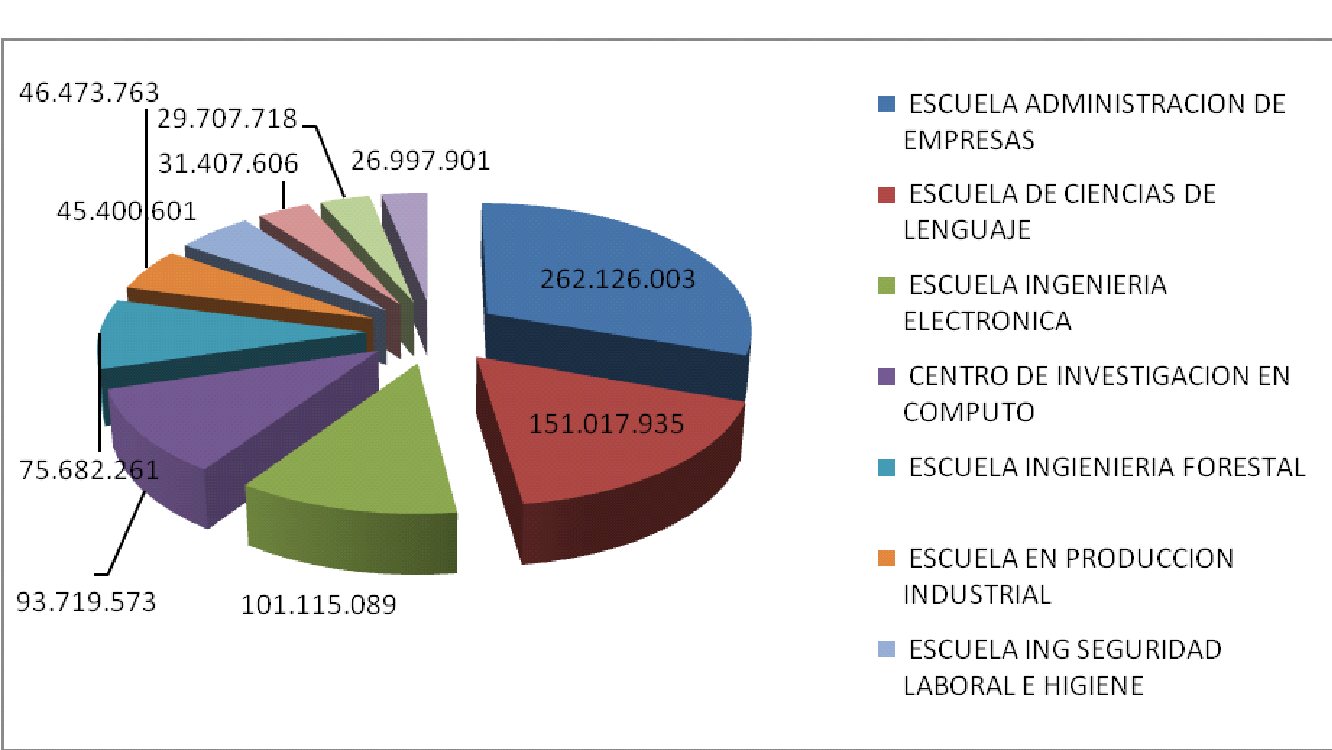 46.473.763
29.707.718
31.407.606
26.997.901
45.400.601
262.126.003
151.017.935
75.682.261
93.719.573
101.115.089
ESCUELA ADMINISTRACION DE
EMPRESAS
ESCUELA DE CIENCIAS DE
LENGUAJE
ESCUELA INGENIERIA
ELECTRONICA
CENTRO DE INVESTIGACION EN
COMPUTO
ESCUELA INGIENIERIA FORESTAL
ESCUELA EN PRODUCCION
INDUSTRIAL
ESCUELA ING SEGURIDAD
LABORAL E HIGIENE